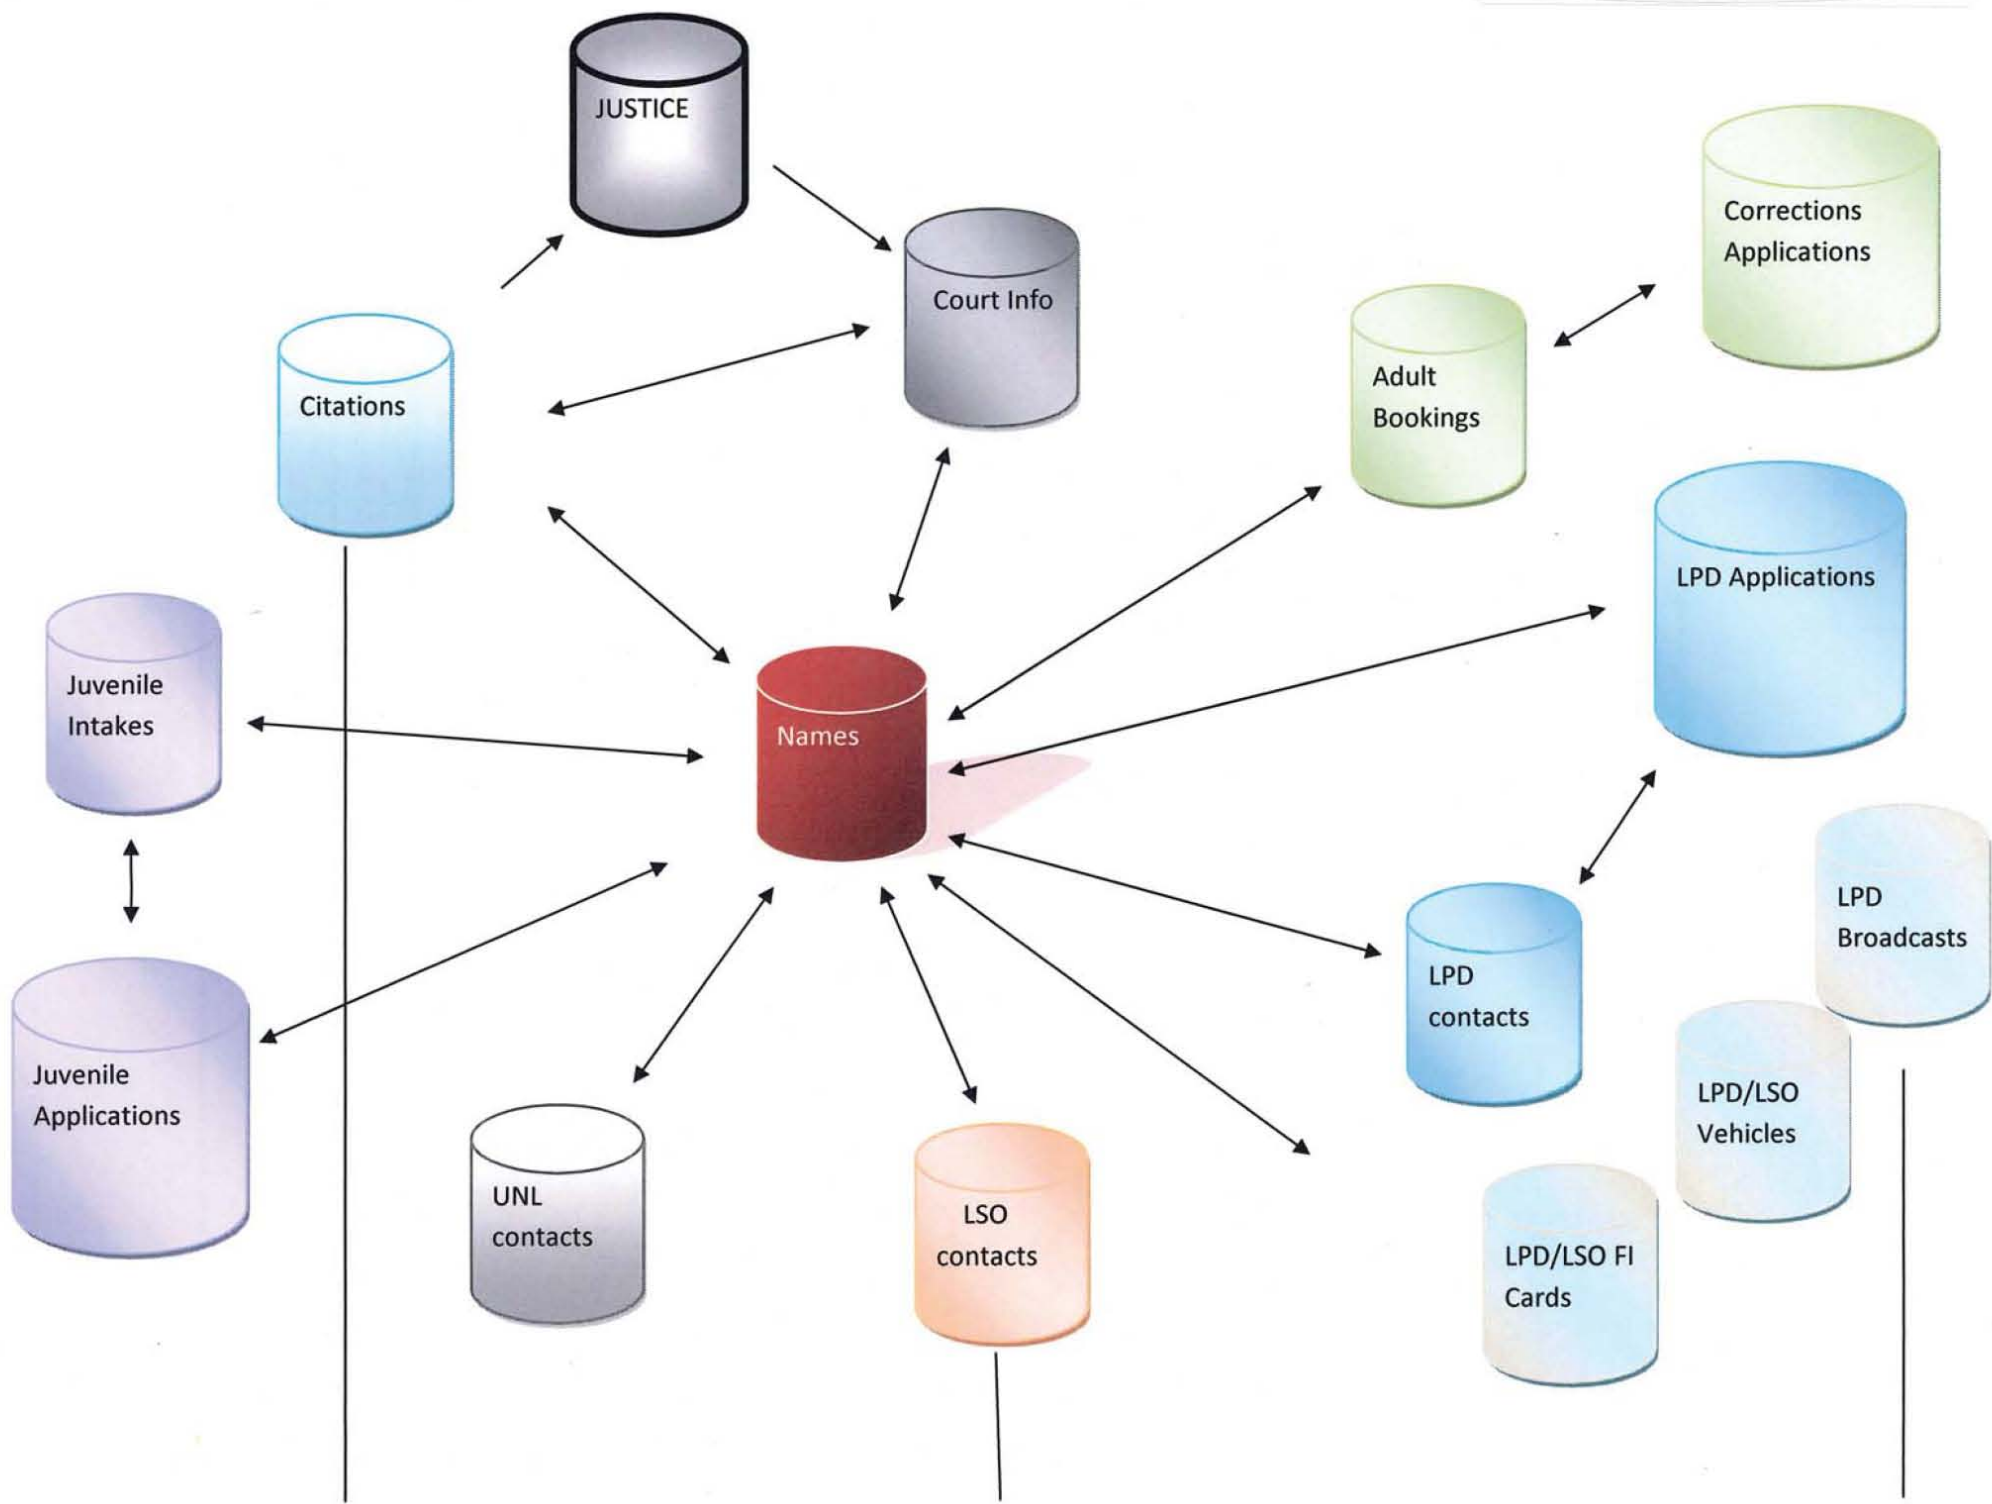 JUSTICE
Corrections
Applications
Court Info
Adult
Bookings
Citations
LPD Applications
Juvenile
Intakes
Names
LPD
Broadcasts
LPD
contacts
Juvenile
Applications
LPD/LSO
Vehicles
UNL
contacts
LSO
contacts
LPD/LSO FI
Cards